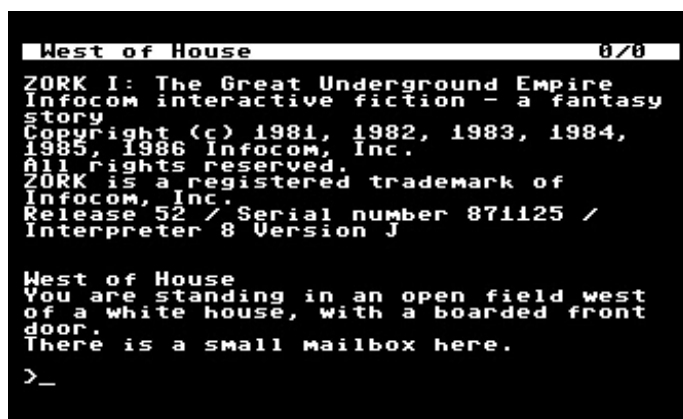 West of House 0/0
ZORK I: The Great Underground Empire
Infocom interactive fiction - a fantasy
story
Copyright (c) 1981, 1982, 1983, 1984,
1985, 1986 Infocom, Inc.
All rights reserved.
ZORK is a registered trademark of
Infocom, Inc.
Release 52 / Serial number 871125 /
Interpreter 8 Version J
West of House
You are standing in an open field west
of a white house, with a boarded front
door.
There is a small mailbox here.
>_